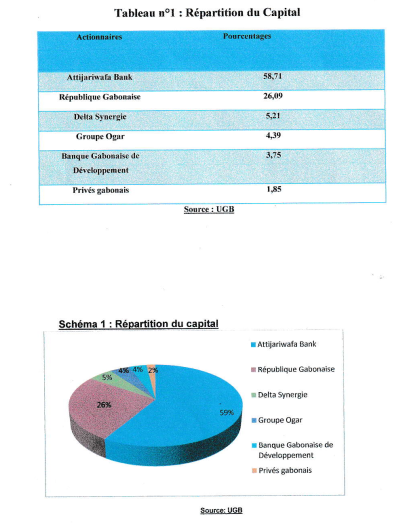 Tableau n°1 : Répartition du Capital
Actionnaires Pourcentages
Attijariwafa Bank 58,71
République Gabonaise 26,09
Delta Synergie 5,21
Groupe Ogar 4,39
Banque Gabonaise de 3,75
Développement
Privés gabonais 1,85
Source : UGB
Schéma 1 : Répartition du capital
4% 4% 2%
5%
26%
59%
Attijariwafa Bank
République Gabonaise
Delta Synergie
Groupe Ogar
Banque Gabonaise de
Développement
Privés gabonais
Source: UGB